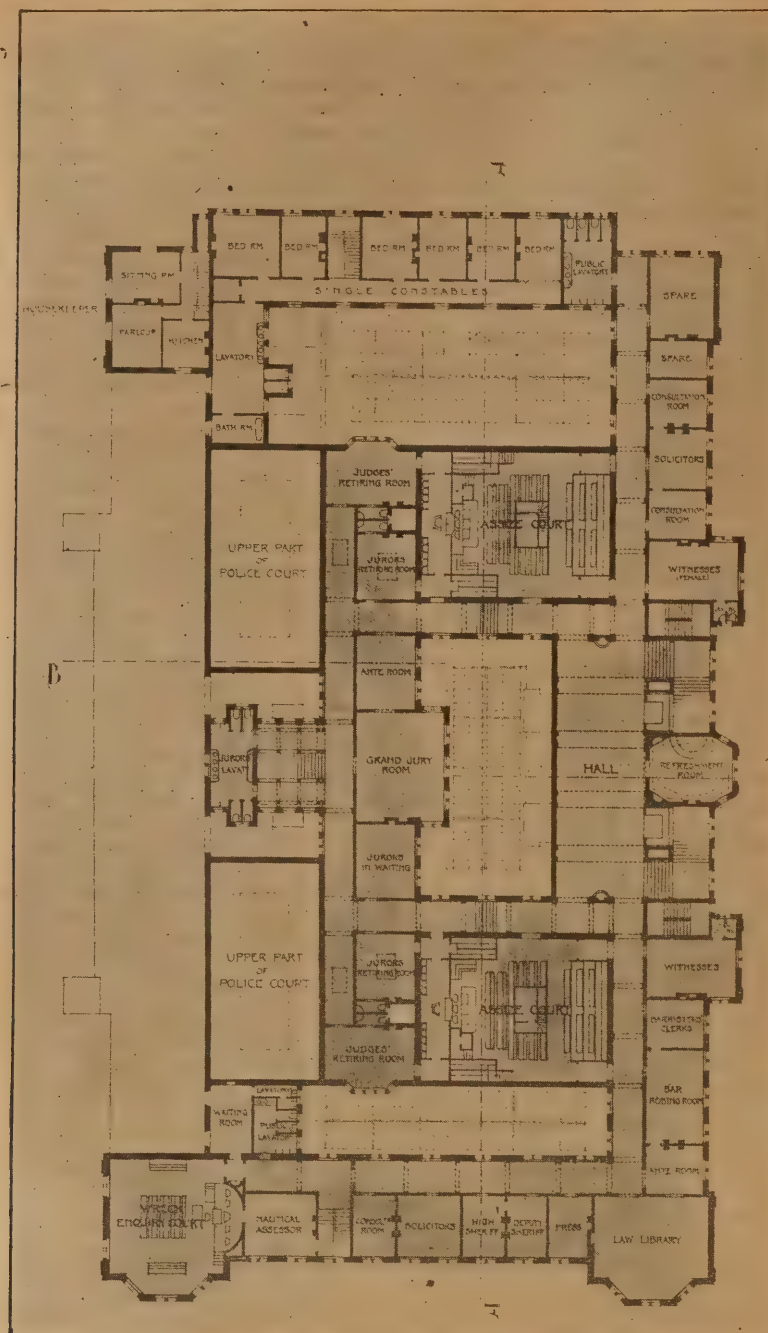 BED RM
BED RM
BED RM
BED RM
BED RM
BED RM
PUBLIC
LAVATORY
SITTING RM
SINGLE CONSTABLES
SPARE
HOUSEKEEPER
PARLOUR
KITCHEN
LAVATORY
SPARE
BATH RM
CONSULTATION
ROOM
SOLICITORS
CONSULTATION
ROOM
JUDGES'
RETIRING ROOM
ASSIZE COURT
UPPER PART
OF
POLICE COURT
JURORS
RETIRING ROOM
WITNESSES
(FEMALE)
B
ANTE ROOM
JURORS
LAVATY
GRAND JURY
ROOM
HALL
REFRESHMENT
ROOM
JURORS
IN WAITING
UPPER PART
OF
POLICE COURT
JURORS
RETIRING ROOM
ASSIZE COURT
WITNESSES
BARRISTERS
CLERKS
JUDGES'
RETIRING ROOM
BAR
ROBING ROOM
WAITING
ROOM
LAVATORY
PUBLIC
LAVATORY
ANTE ROOM
WRECK
ENQUIRY COURT
NAUTICAL
ASSESSOR
CONSULTN
ROOM
SOLICITORS
HIGH
SHERIFF
DEPUTY
SHERIFF
PRESS
LAW LIBRARY